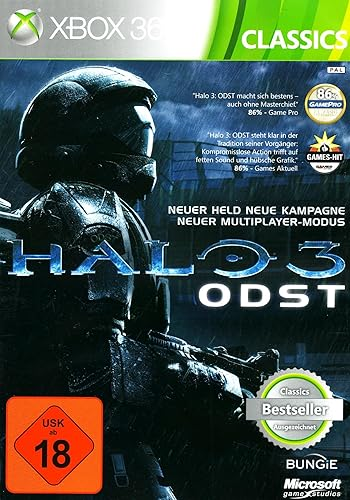 XBOX 36
CLASSICS
PAL
"Halo 3: ODST macht sich bestens –
auch ohne Masterchief."
86% - Game Pro
86%
GAMEPRO
"Halo 3: ODST steht klar in der
Tradition seiner Vorgänger:
Kompromisslose Action trifft auf
fetten Sound und hübsche Grafik."
86% - Games Aktuell
GAMES-HIT
NEUER HELD NEUE KAMPAGNE
NEUER MULTIPLAYER-MODUS
HALO 3
ODST
USK
ab
18
Classics
Bestseller
Ausgezeichnet
BUNGIE
Microsoft
game studios